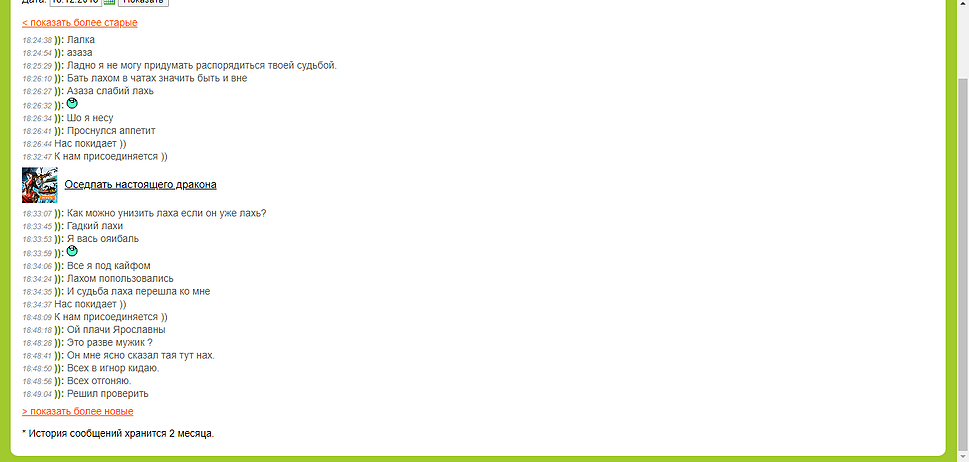 Дата: 10.12.2016 Показать
< показать более старые
18:24:38 )): Лалка
18:24:54 )): азаза
18:25:29 )): Ладно я не могу придумать распорядиться твоей судьбой.
18:26:10 )): Бать лахом в чатах значить быть и вне
18:26:27 )): Азаза слабий лахь
18:26:32 )):
18:26:34 )): Шо я несу
18:26:41 )): Проснулся аппетит
18:26:44 Нас покидает ))
18:32:47 К нам присоединяется ))
Оседлать настоящего дракона
18:33:07 )): Как можно унизить лаха если он уже лахь?
18:33:45 )): Гадкий лахи
18:33:53 )): Я вась ояибаль
18:33:59 )):
18:34:06 )): Все я под кайфом
18:34:24 )): Лахом попользовались
18:34:35 )): И судьба лаха перешла ко мне
18:34:37 Нас покидает ))
18:48:09 К нам присоединяется ))
18:48:18 )): Ой плачи Ярославны
18:48:28 )): Это разве мужик ?
18:48:41 )): Он мне ясно сказал тая тут нах.
18:48:50 )): Всех в игнор кидаю.
18:48:56 )): Всех отгоняю.
18:49:04 )): Решил проверить
> показать более новые
* История сообщений хранится 2 месяца.